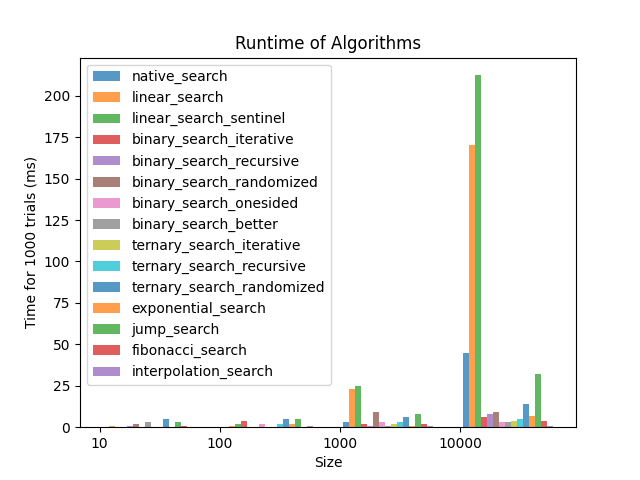 Runtime of Algorithms
native_search
linear_search
linear_search_sentinel
binary_search_iterative
binary_search_recursive
binary_search_randomized
binary_search_onesided
binary_search_better
ternary_search_iterative
ternary_search_recursive
ternary_search_randomized
exponential_search
jump_search
fibonacci_search
interpolation_search
Time for 1000 trials (ms)
200
175
150
125
100
75
50
25
0
10
100
1000
10000
Size